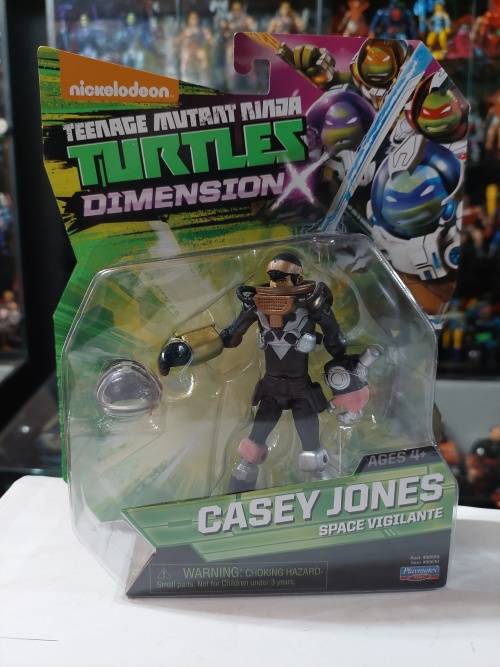 nickelodeon
TEENAGE MUTANT NINJA
TURTLES
DIMENSION X
AGES 4+
CASEY JONES
SPACE VIGILANTE
WARNING: CHOKING HAZARD-
Small parts. Not for Children under 3 years.
Playmates